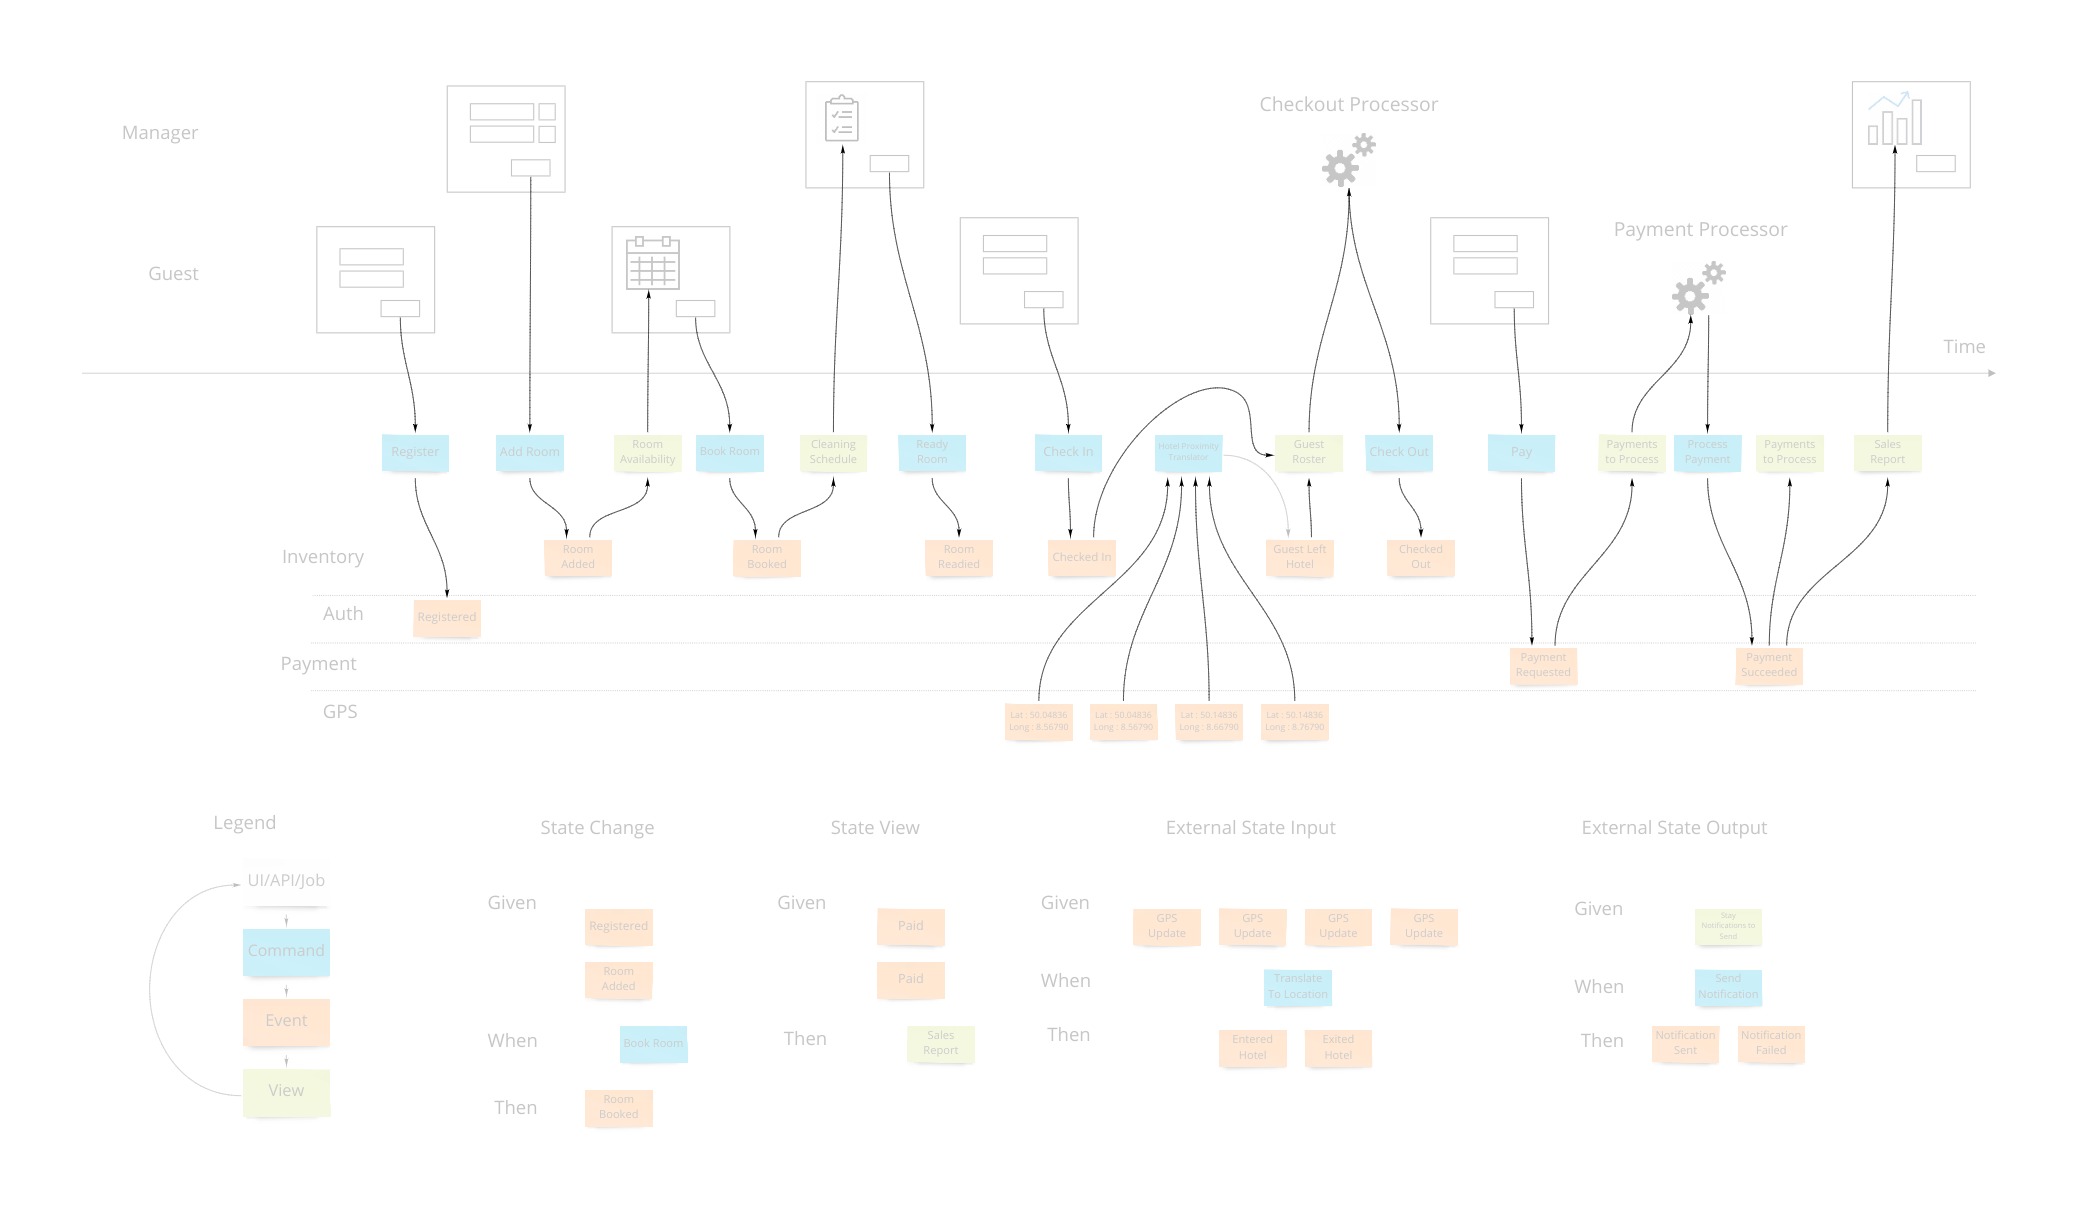 Checkout Processor
Manager
Guest
Payment Processor
Time
Register
Add Room
Room
Availability
Book Room
Cleaning
Schedule
Ready
Room
Check In
Hotel Proximity
Translator
Guest
Roster
Check Out
Pay
Payments
to Process
Process
Payment
Payments
to Process
Sales
Report
Inventory
Room
Added
Room
Booked
Room
Readied
Checked In
Guest Left
Hotel
Checked
Out
Auth
Registered
Payment
Payment
Requested
Payment
Succeeded
GPS
Lat : 50.04836
Long : 8.56790
Lat : 50.04836
Long : 8.56790
Lat : 50.14836
Long : 8.66790
Lat : 50.14836
Long : 8.76790
Legend
UI/API/Job
Command
Event
View
State Change
Given
Registered
Room
Added
When
Book Room
Then
Room
Booked
State View
Given
Paid
Paid
Then
Sales
Report
External State Input
Given
GPS
Update
GPS
Update
GPS
Update
GPS
Update
When
Translate
To Location
Then
Entered
Hotel
Exited
Hotel
External State Output
Given
Stay
Notifications to
Send
When
Send
Notification
Then
Notification
Sent
Notification
Failed